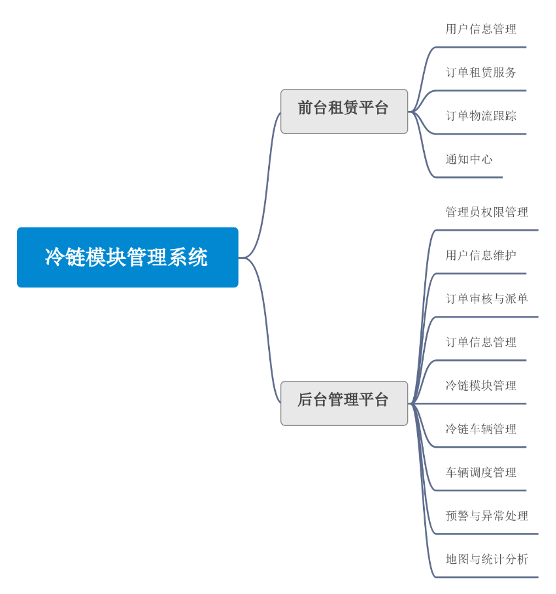 冷链模块管理系统
前台租赁平台
用户信息管理
订单租赁服务
订单物流跟踪
通知中心
后台管理平台
管理员权限管理
用户信息维护
订单审核与派单
订单信息管理
冷链模块管理
冷链车辆管理
车辆调度管理
预警与异常处理
地图与统计分析